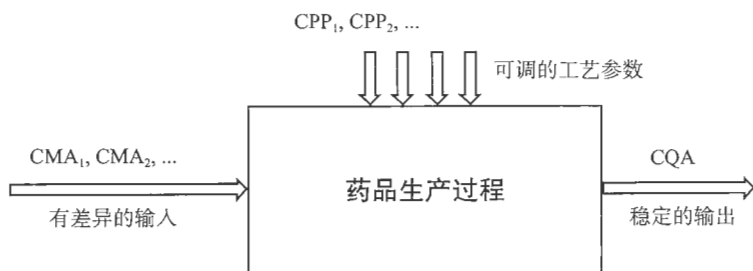 CPP₁, CPP₂, ...
可调的工艺参数
CMA₁, CMA₂, ...
有差异的输入
药品生产过程
CQA
稳定的输出